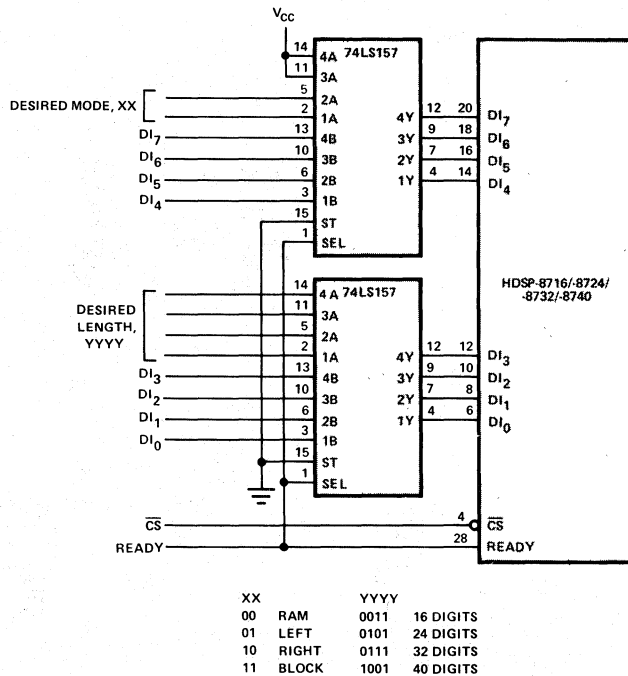 VCC
14 4A 74LS157
11 3A
5 2A
DESIRED MODE, XX
2 1A 4Y 12 20 DI7
DI7 13 4B 3Y 9 18 DI6
DI6 10 3B 2Y 7 16 DI5
DI5 6 2B 1Y 4 14 DI4
DI4 3 1B
15 ST
1 SEL
HDSP-8716/-8724/
-8732/-8740
14 4A 74LS157
DESIRED
LENGTH,
YYYY
11 3A
5 2A
2 1A 4Y 12 12 DI3
DI3 13 4B 3Y 9 10 DI2
DI2 10 3B 2Y 7 8 DI1
DI1 6 2B 1Y 4 6 DI0
DI0 3 1B
15 ST
1 SEL
CS 4 CS
READY 28 READY
XX YYYY
00 RAM 0011 16 DIGITS
01 LEFT 0101 24 DIGITS
10 RIGHT 0111 32 DIGITS
11 BLOCK 1001 40 DIGITS